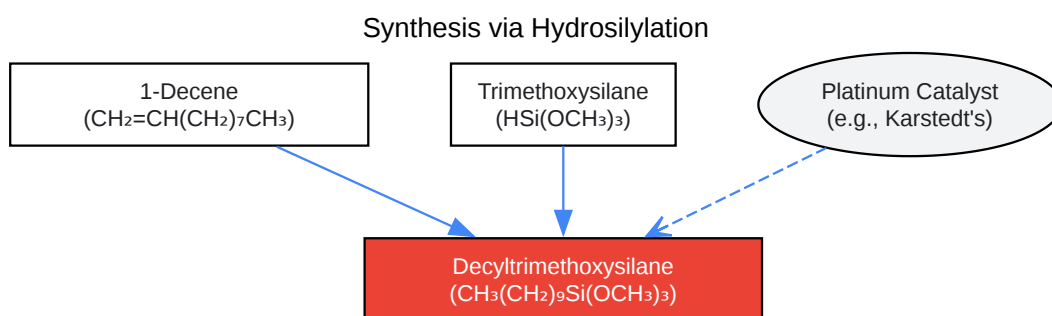 Synthesis via Hydrosilylation
1-Decene
(CH₂=CH(CH₂)₇CH₃)
Trimethoxysilane
(HSi(OCH₃)₃)
Platinum Catalyst
(e.g., Karstedt's)
Decyltrimethoxysilane
(CH₃(CH₂)₉Si(OCH₃)₃)